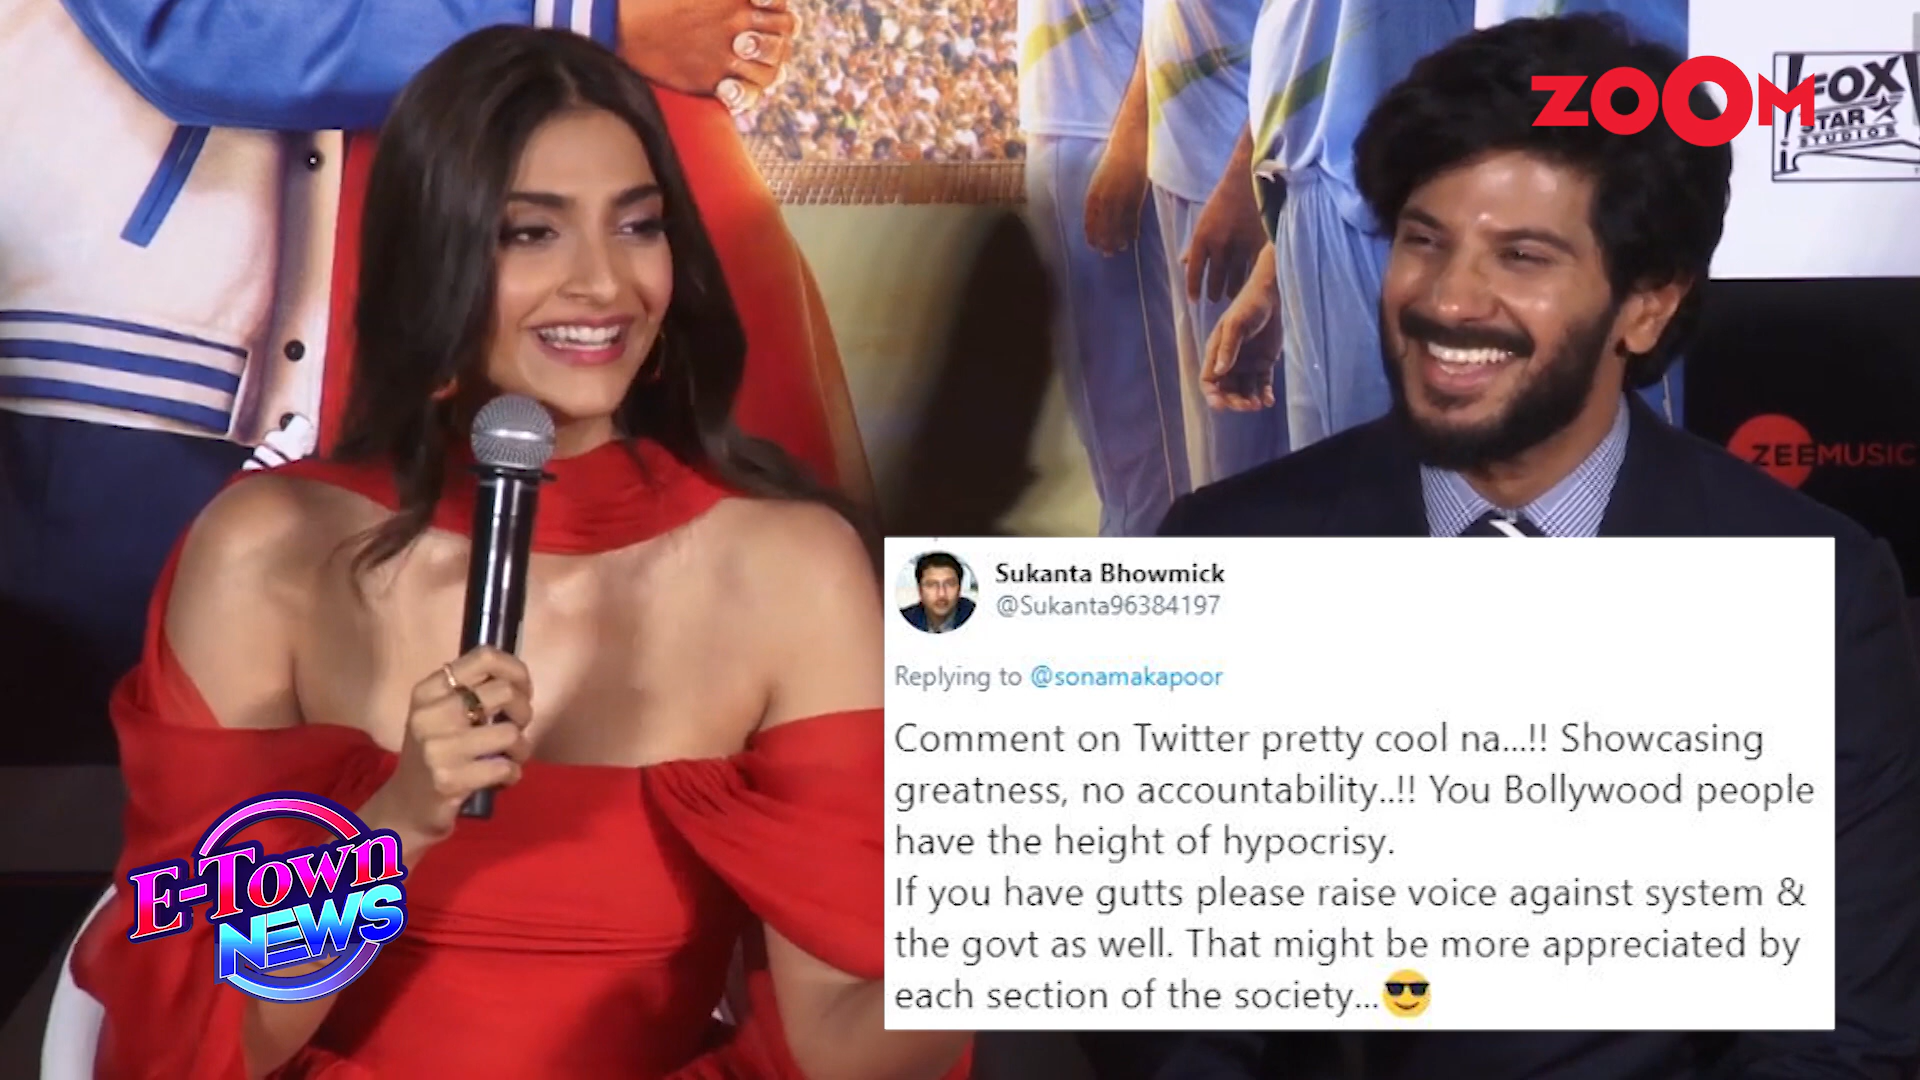 ZOOM
FOX
STAR
STUDIOS
ZEEMUSIC
Sukanta Bhowmick
@Sukanta96384197
Replying to @sonamakapoor
Comment on Twitter pretty cool na...!! Showcasing
greatness, no accountability..!! You Bollywood people
have the height of hypocrisy.
If you have gutts please raise voice against system &
the govt as well. That might be more appreciated by
each section of the society...😎
E-Town
NEWS